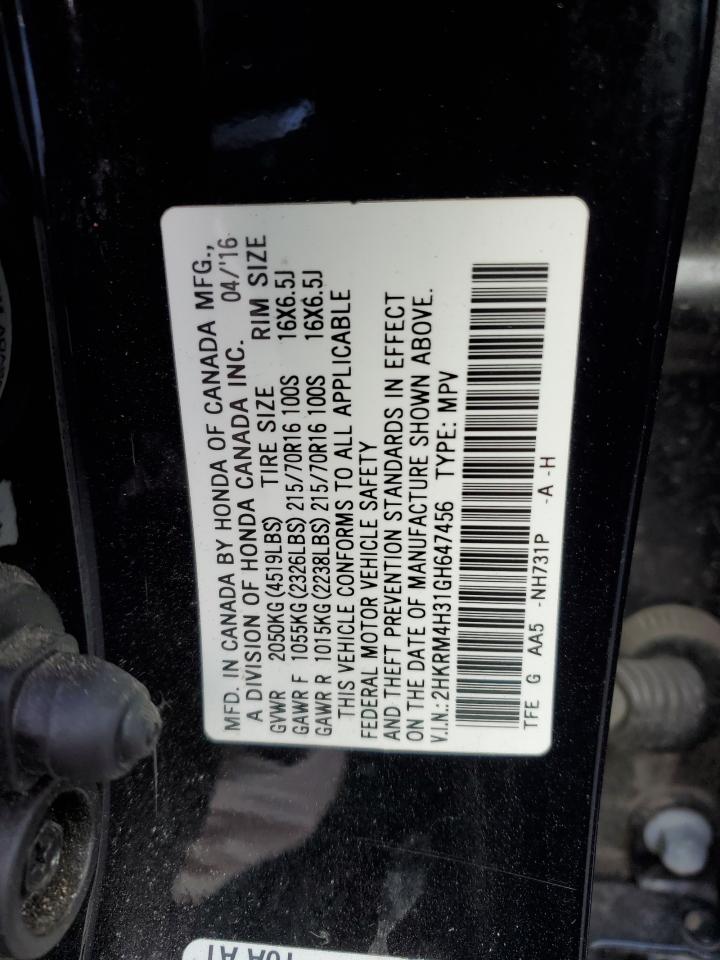 MFD. IN CANADA BY HONDA OF CANADA MFG.,
A DIVISION OF HONDA CANADA INC. 04/'16
GVWR 2050KG(4519LBS) TIRE SIZE RIM SIZE
GAWR F 1055KG(2326LBS) 215/70R16 100S 16X6.5J
GAWR R 1015KG(2238LBS) 215/70R16 100S 16X6.5J
THIS VEHICLE CONFORMS TO ALL APPLICABLE
FEDERAL MOTOR VEHICLE SAFETY
AND THEFT PREVENTION STANDARDS IN EFFECT
ON THE DATE OF MANUFACTURE SHOWN ABOVE.
V.I.N.: 2HKRM4H31GH647456 TYPE: MPV
TFE G AA5 -NH731P -A -H